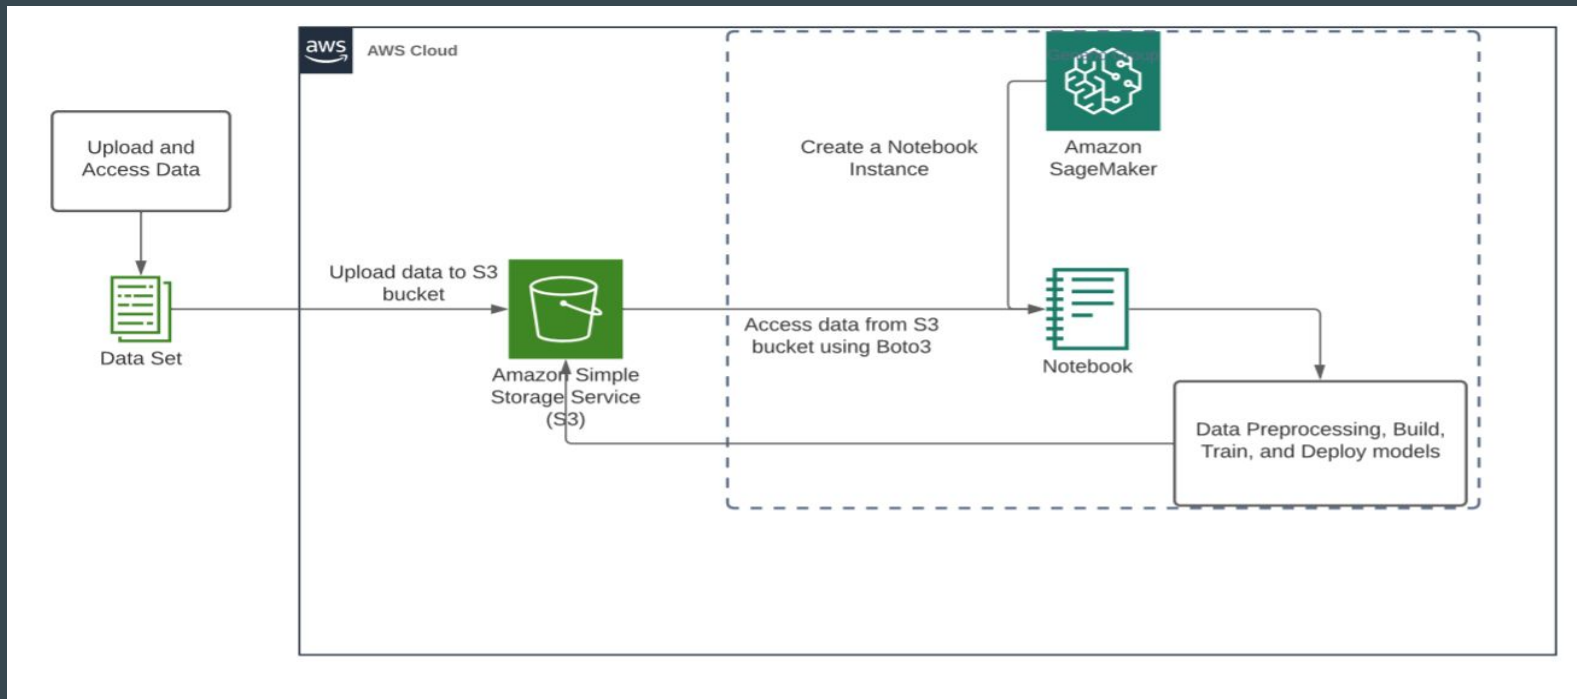 aws
AWS Cloud
Upload and
Access Data
Data Set
Upload data to S3
bucket
Amazon Simple
Storage Service
(S3)
Access data from S3
bucket using Boto3
Create a Notebook
Instance
Amazon
SageMaker
Notebook
Data Preprocessing, Build,
Train, and Deploy models